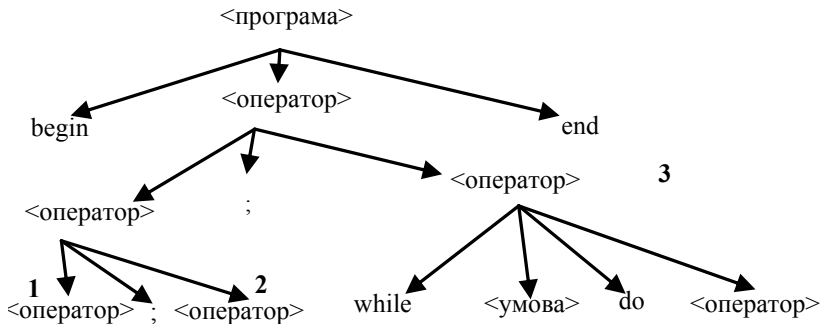 <програма>
<оператор>
begin end
<оператор> 3
<оператор> ;
1 2
<оператор> ; <оператор> while <умова> do <оператор>